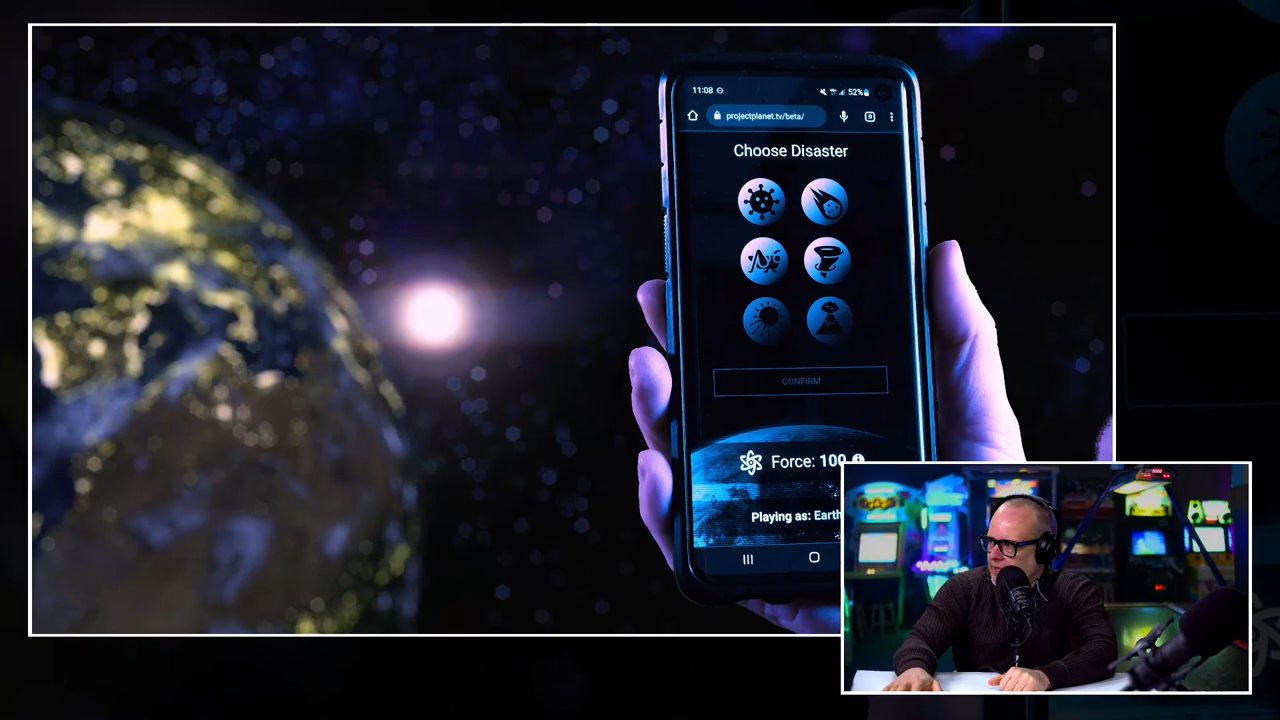 11:08
52%
projectplanet.tv/beta/
Choose Disaster
CONFIRM
Force: 100
Playing as: Earth